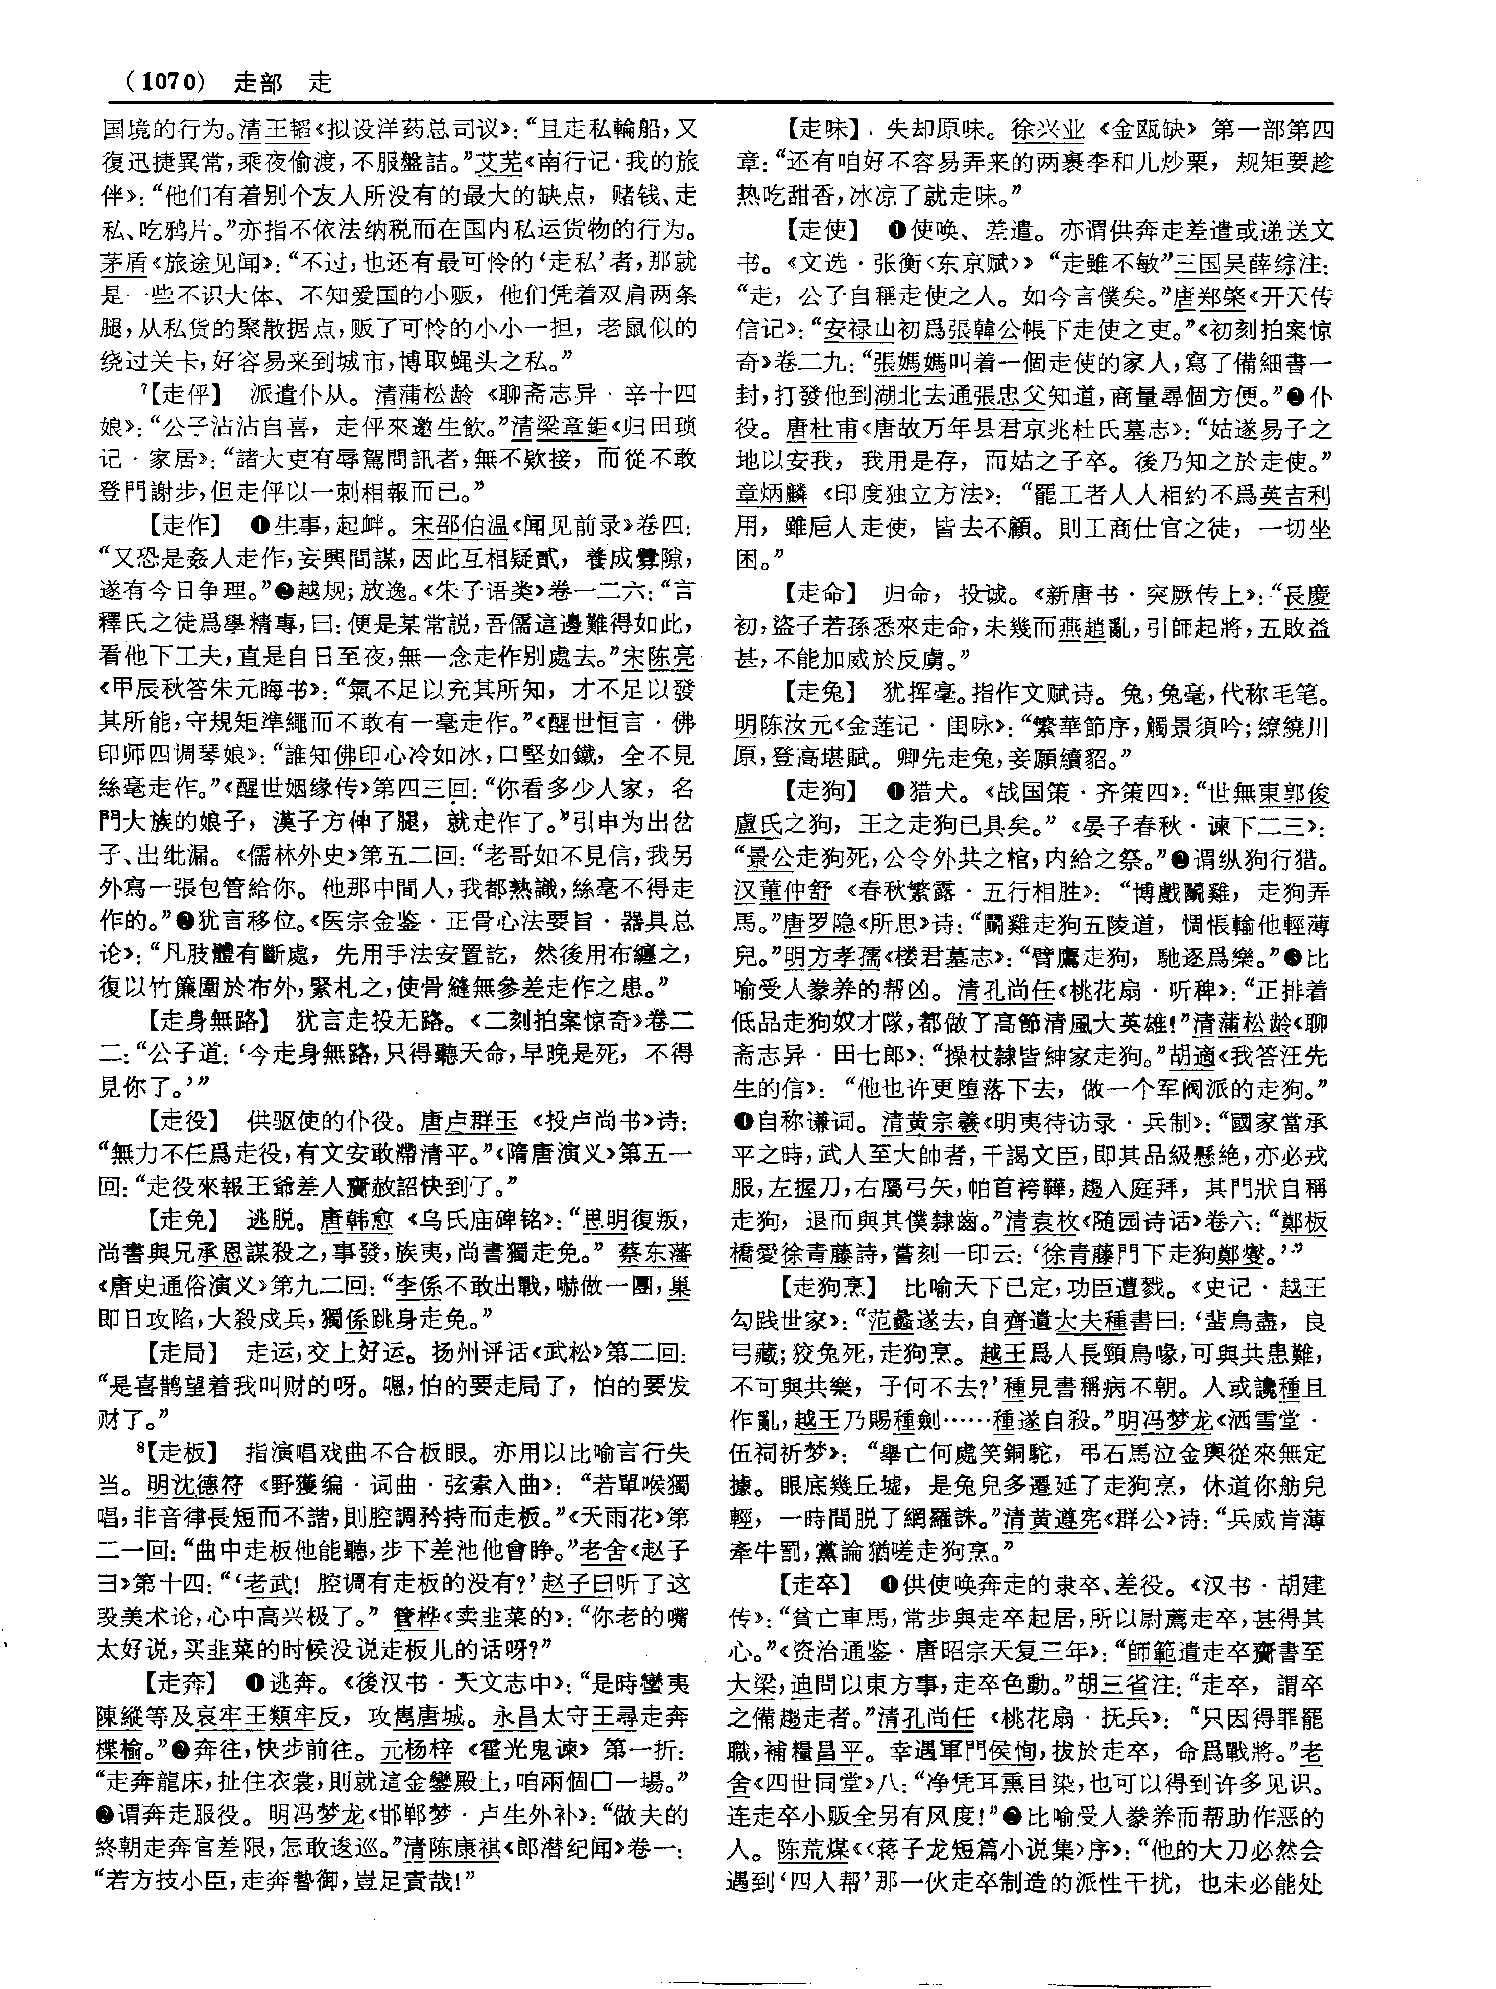 （1070） 走部 走
国境的行为。清王韬《拟设洋药总司议》：“且走私輪船，又
復迅捷異常，乘夜偷渡，不服盤詰。”艾芜《南行记·我的旅
伴》：“他们有着别个友人所没有的最大的缺点，赌钱、走
私、吃鸦片。”亦指不依法纳税而在国内私运货物的行为。
茅盾《旅途见闻》：“不过，也还有最可怜的‘走私’者，那就
是一些不识大体、不知爱国的小贩，他们凭着双肩两条
腿，从私货的聚散据点，贩了可怜的小小一担，老鼠似的
绕过关卡，好容易来到城市，博取蝇头之私。”
7【走伻】 派遣仆从。清蒲松龄《聊斋志异·辛十四
娘》：“公子沾沾自喜，走伻來邀生飲。”清梁章鉅《归田琐
记·家居》：“諸大吏有辱駕問訊者，無不欵接，而從不敢
登門謝步，但走伻以一刺相報而已。”
【走作】 ❶生事，起衅。宋邵伯温《闻见前录》卷四：
“又恐是姦人走作，妄興間謀，因此互相疑貳，養成釁隙，
遂有今日争理。”❷越规；放逸。《朱子语类》卷一二六：“言
釋氏之徒爲學精專，曰：便是某常説，吾儒這邊難得如此，
看他下工夫，直是自日至夜，無一念走作别處去。”宋陈亮
《甲辰秋答朱元晦书》：“氣不足以充其所知，才不足以發
其所能，守規矩準繩而不敢有一毫走作。”《醒世恒言·佛
印师四调琴娘》：“誰知佛印心冷如冰，口堅如鐵，全不見
絲毫走作。”《醒世姻缘传》第四三回：“你看多少人家，名
門大族的娘子，漢子方伸了腿，就走作了。”引申为出岔
子、出纰漏。《儒林外史》第五二回：“老哥如不見信，我另
外寫一張包管給你。他那中間人，我都熟識，絲毫不得走
作的。”❸犹言移位。《医宗金鉴·正骨心法要旨·器具总
论》：“凡肢體有斷處，先用手法安置訖，然後用布纏之，
復以竹簾圍於布外，緊札之，使骨縫無參差走作之患。”
【走身無路】 犹言走投无路。《二刻拍案惊奇》卷二
二：“公子道：‘今走身無路，只得聽天命，早晚是死，不得
見你了。’”
【走役】 供驱使的仆役。唐卢群玉《投卢尚书》诗：
“無力不任爲走役，有文安敢滯清平。”《隋唐演义》第五一
回：“走役來報王爺差人齎赦詔快到了。”
【走免】 逃脱。唐韩愈《乌氏庙碑铭》：“思明復叛，
尚書與兄承恩謀殺之，事發，族夷，尚書獨走免。”蔡东藩
《唐史通俗演义》第九二回：“李係不敢出戰，嚇做一團，巢
即日攻陷，大殺戍兵，獨係跳身走免。”
【走局】 走运，交上好运。扬州评话《武松》第二回：
“是喜鹊望着我叫财的呀。嗯，怕的要走局了，怕的要发
财了。”
8【走板】 指演唱戏曲不合板眼。亦用以比喻言行失
当。明沈德符《野獲编·词曲·弦索入曲》：“若單喉獨
唱，非音律長短而不諧，則腔調矜持而走板。”《天雨花》第
二一回：“曲中走板他能聽，步下差池他會睁。”老舍《赵子
曰》第十四：“‘老武！腔调有走板的没有？’赵子曰听了这
段美术论，心中高兴极了。”管桦《卖韭菜的》：“你老的嘴
太好说，买韭菜的时候没说走板儿的话呀？”
【走奔】 ❶逃奔。《後汉书·天文志中》：“是時蠻夷
陳縱等及哀牢王類牢反，攻嶲唐城。永昌太守王尋走奔
楪榆。”❷奔往，快步前往。元杨梓《霍光鬼谏》第一折：
“走奔龍床，扯住衣裳，則就這金鑾殿上，咱兩個口一場。”
❸谓奔走服役。明冯梦龙《邯郸梦·卢生外补》：“做夫的
終朝走奔官差限，怎敢逡巡。”清陈康祺《郎潜纪闻》卷一：
“若方技小臣，走奔暬御，豈足責哉！”
【走味】 失却原味。徐兴业《金瓯缺》第一部第四
章：“还有咱好不容易弄来的两裹李和儿炒栗，规矩要趁
热吃甜香，冰凉了就走味。”
【走使】 ❶使唤、差遣。亦谓供奔走差遣或递送文
书。《文选·张衡〈东京赋〉》“走雖不敏”三国吴薛综注：
“走，公子自稱走使之人。如今言僕矣。”唐郑棨《开天传
信记》：“安禄山初爲張韓公帳下走使之吏。”《初刻拍案惊
奇》卷二九：“張媽媽叫着一個走使的家人，寫了備細書一
封，打發他到湖北去通張忠父知道，商量尋個方便。”❷仆
役。唐杜甫《唐故万年县君京兆杜氏墓志》：“姑遂易子之
地以安我，我用是存，而姑之子卒。後乃知之於走使。”
章炳麟《印度独立方法》：“罷工者人人相約不爲英吉利
用，雖巵人走使，皆去不顧。則工商仕官之徒，一切坐
困。”
【走命】 归命，投诚。《新唐书·突厥传上》：“長慶
初，盜子若孫悉來走命，未幾而燕趙亂，引師起將，五敗益
甚，不能加威於反虜。”
【走兔】 犹挥毫。指作文赋诗。兔，兔毫，代称毛笔。
明陈汝元《金莲记·闺咏》：“繁華節序，觸景須吟；繚繞川
原，登高堪賦。卿先走兔，妾願續貂。”
【走狗】 ❶猎犬。《战国策·齐策四》：“世無東郭俊
盧氏之狗，王之走狗已具矣。”《晏子春秋·谏下二三》：
“景公走狗死，公令外共之棺，内給之祭。”❷谓纵狗行猎。
汉董仲舒《春秋繁露·五行相胜》：“博戲鬭雞，走狗弄
馬。”唐罗隐《所思》诗：“鬭雞走狗五陵道，惆悵輸他輕薄
兒。”明方孝孺《楼君墓志》：“臂鷹走狗，馳逐爲樂。”❸比
喻受人豢养的帮凶。清孔尚任《桃花扇·听稗》：“正排着
低品走狗奴才隊，都做了高節清風大英雄！”清蒲松龄《聊
斋志异·田七郎》：“操杖隸皆紳家走狗。”胡適《我答汪先
生的信》：“他也许更堕落下去，做一个军阀派的走狗。”
❹自称谦词。清黄宗羲《明夷待访录·兵制》：“國家當承
平之時，武人至大帥者，干謁文臣，即其品級懸絶，亦必戎
服，左握刀，右屬弓矢，帕首袴鞾，趨入庭拜，其門狀自稱
走狗，退而與其僕隸齒。”清袁枚《随园诗话》卷六：“鄭板
橋愛徐青藤詩，嘗刻一印云：‘徐青藤門下走狗鄭燮。’”
【走狗烹】 比喻天下已定，功臣遭戮。《史记·越王
勾践世家》：“范蠡遂去，自齊遺大夫種書曰：‘蜚鳥盡，良
弓藏；狡兔死，走狗烹。越王爲人長頸鳥喙，可與共患難，
不可與共樂，子何不去？’種見書稱病不朝。人或讒種且
作亂，越王乃賜種劍……種遂自殺。”明冯梦龙《洒雪堂·
伍祠祈梦》：“舉亡何處笑銅駝，弔石馬泣金輿從來無定
據。眼底幾丘墟，是兔兒多遷延了走狗烹，休道你舫兒
輕，一時間脱了網羅誅。”清黄遵宪《群公》诗：“兵威肯薄
牽牛罰，黨論猶嗟走狗烹。”
【走卒】 ❶供使唤奔走的隶卒、差役。《汉书·胡建
传》：“貧亡車馬，常步與走卒起居，所以尉薦走卒，甚得其
心。”《资治通鉴·唐昭宗天复三年》：“師範遣走卒齎書至
大梁，迪問以東方事，走卒色動。”胡三省注：“走卒，謂卒
之備趨走者。”清孔尚任《桃花扇·抚兵》：“只因得罪罷
職，補糧昌平。幸遇軍門侯恂，拔於走卒，命爲戰將。”老
舍《四世同堂》八：“净凭耳熏目染，也可以得到许多见识。
连走卒小贩全另有风度！”❷比喻受人豢养而帮助作恶的
人。陈荒煤《〈蒋子龙短篇小说集〉序》：“他的大刀必然会
遇到‘四人帮’那一伙走卒制造的派性干扰，也未必能处